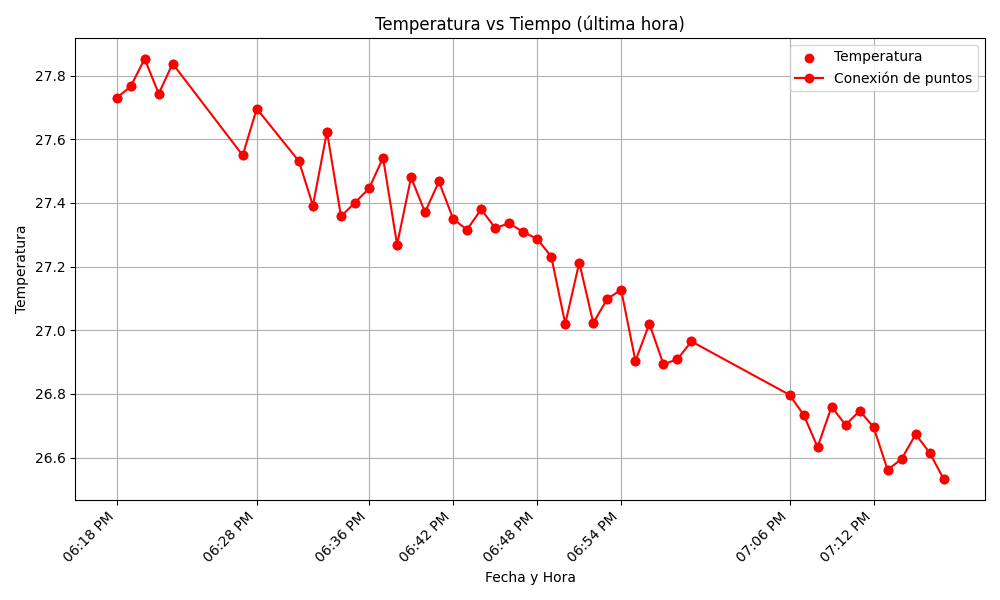 Temperatura vs Tiempo (última hora)
Temperatura
Conexión de puntos
Temperatura
27.8
27.6
27.4
27.2
27.0
26.8
26.6
06:18 PM
06:28 PM
06:36 PM
06:42 PM
06:48 PM
06:54 PM
07:06 PM
07:12 PM
Fecha y Hora